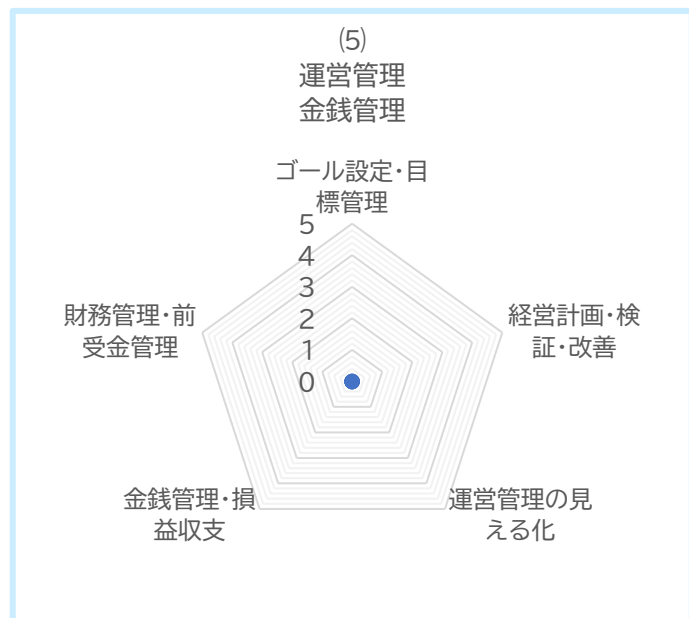 (5)
運営管理
金銭管理
ゴール設定・目
標管理
5
4
3
2
1
0
経営計画・検
証・改善
運営管理の見
える化
金銭管理・損
益収支
財務管理・前
受金管理